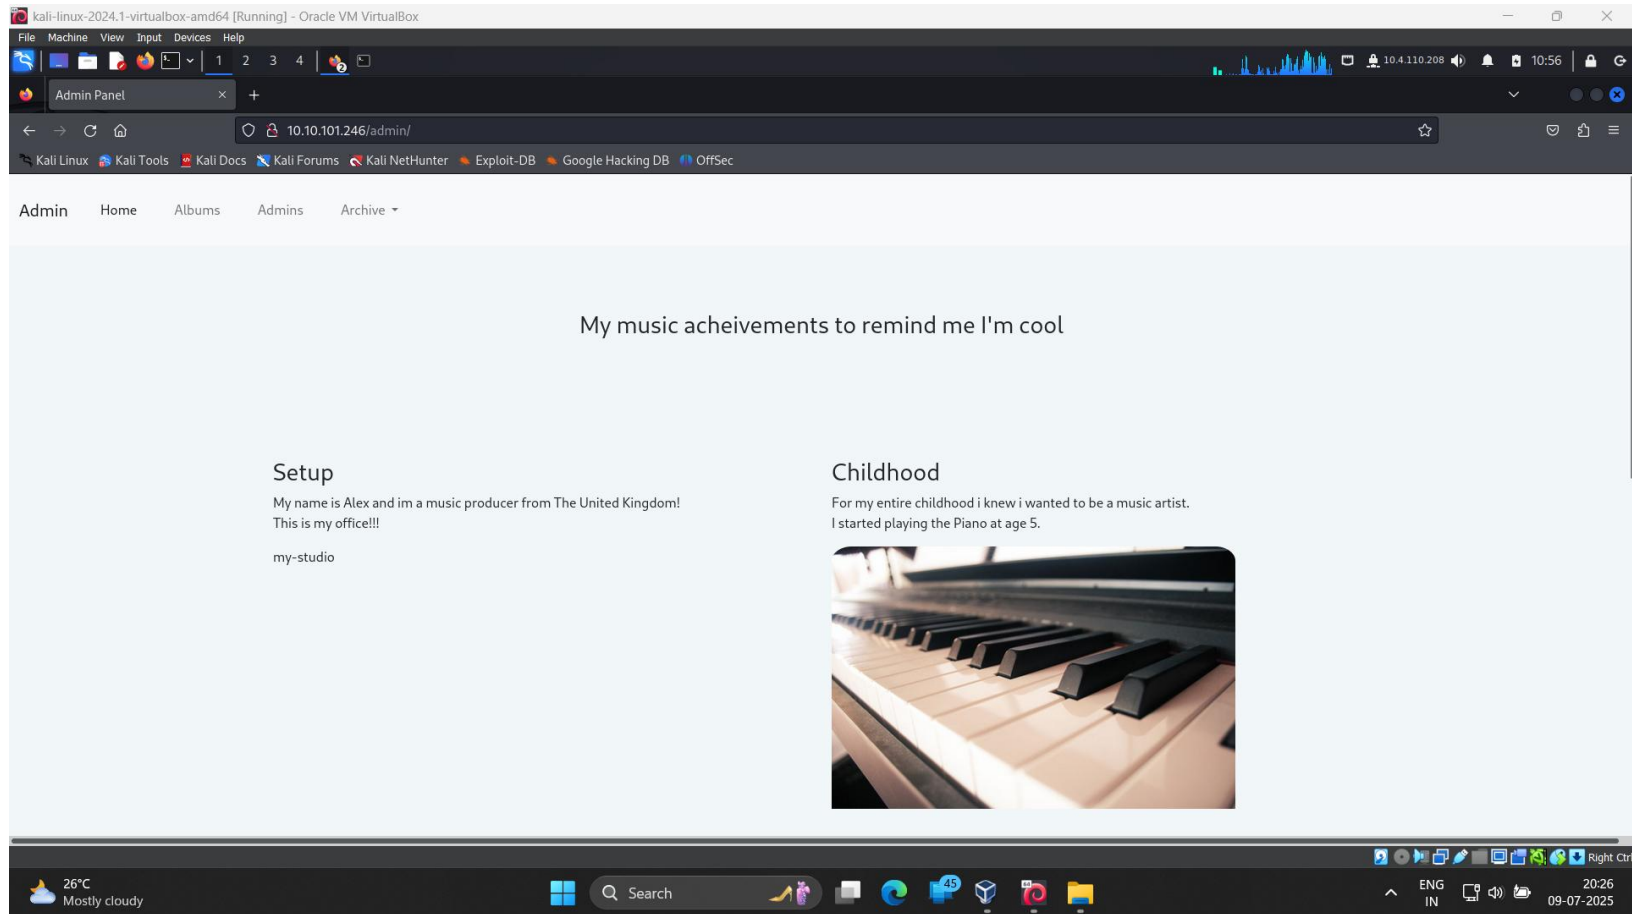 kali-linux-2024.1-virtualbox-amd64 [Running] - Oracle VM VirtualBox
File Machine View Input Devices Help
1 2 3 4 2 10.4.110.208 10:56
Admin Panel
10.10.101.246/admin/
Kali Linux Kali Tools Kali Docs Kali Forums Kali NetHunter Exploit-DB Google Hacking DB OffSec
Admin Home Albums Admins Archive
My music acheivements to remind me I'm cool
Setup
My name is Alex and im a music producer from The United Kingdom!
This is my office!!!
my-studio
Childhood
For my entire childhood i knew i wanted to be a music artist.
I started playing the Piano at age 5.
Right Ctrl
26°C
Mostly cloudy
Search
45
ENG
IN
20:26
09-07-2025